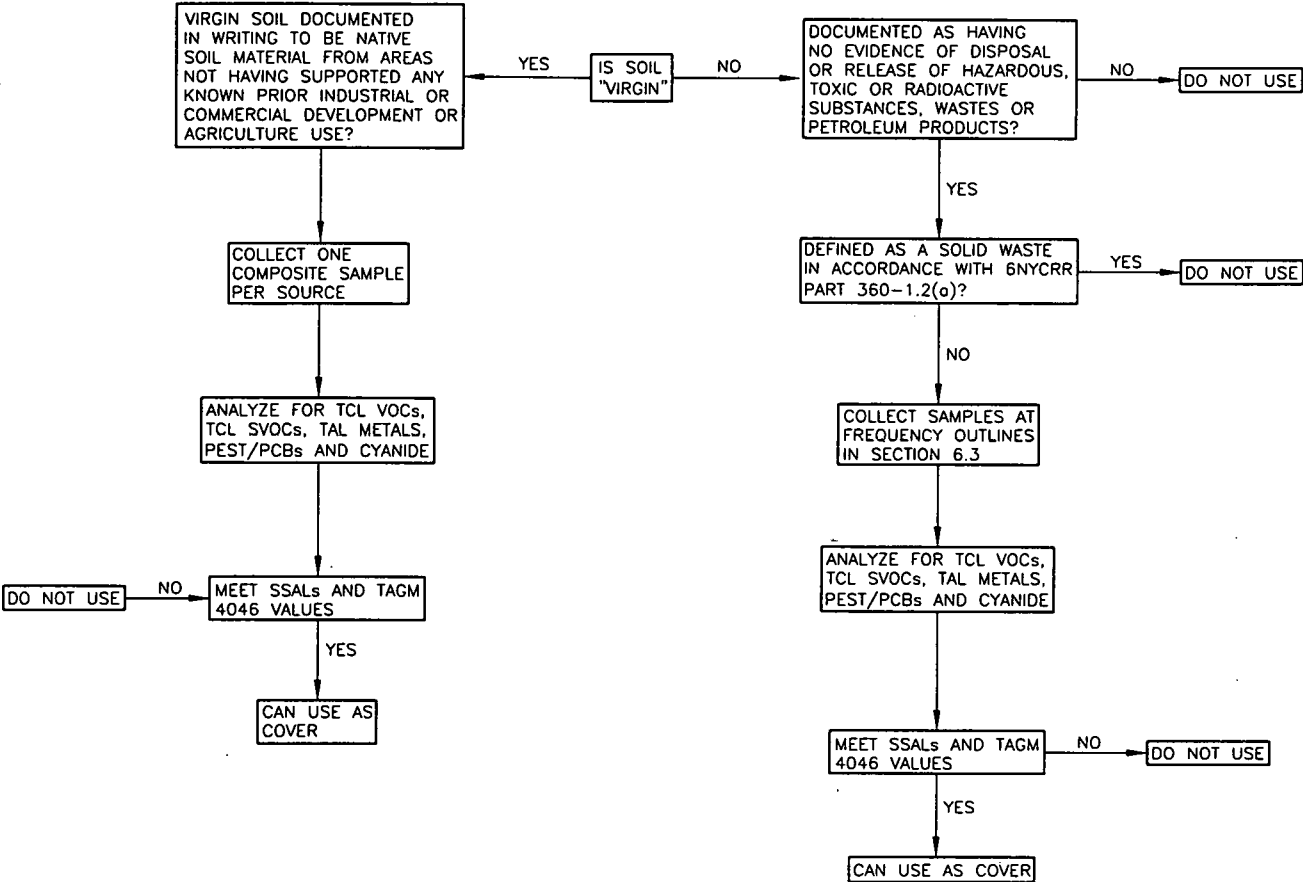 VIRGIN SOIL DOCUMENTED
IN WRITING TO BE NATIVE
SOIL MATERIAL FROM AREAS
NOT HAVING SUPPORTED ANY
KNOWN PRIOR INDUSTRIAL OR
COMMERCIAL DEVELOPMENT OR
AGRICULTURE USE?
YES
IS SOIL
"VIRGIN"
NO
DOCUMENTED AS HAVING
NO EVIDENCE OF DISPOSAL
OR RELEASE OF HAZARDOUS,
TOXIC OR RADIOACTIVE
SUBSTANCES, WASTES OR
PETROLEUM PRODUCTS?
NO
DO NOT USE
YES
COLLECT ONE
COMPOSITE SAMPLE
PER SOURCE
DEFINED AS A SOLID WASTE
IN ACCORDANCE WITH 6NYCRR
PART 360-1.2(a)?
YES
DO NOT USE
NO
ANALYZE FOR TCL VOCs,
TCL SVOCs, TAL METALS,
PEST/PCBs AND CYANIDE
COLLECT SAMPLES AT
FREQUENCY OUTLINES
IN SECTION 6.3
DO NOT USE
NO
MEET SSALs AND TAGM
4046 VALUES
YES
ANALYZE FOR TCL VOCs,
TCL SVOCs, TAL METALS,
PEST/PCBs AND CYANIDE
CAN USE AS
COVER
MEET SSALs AND TAGM
4046 VALUES
NO
DO NOT USE
YES
CAN USE AS COVER